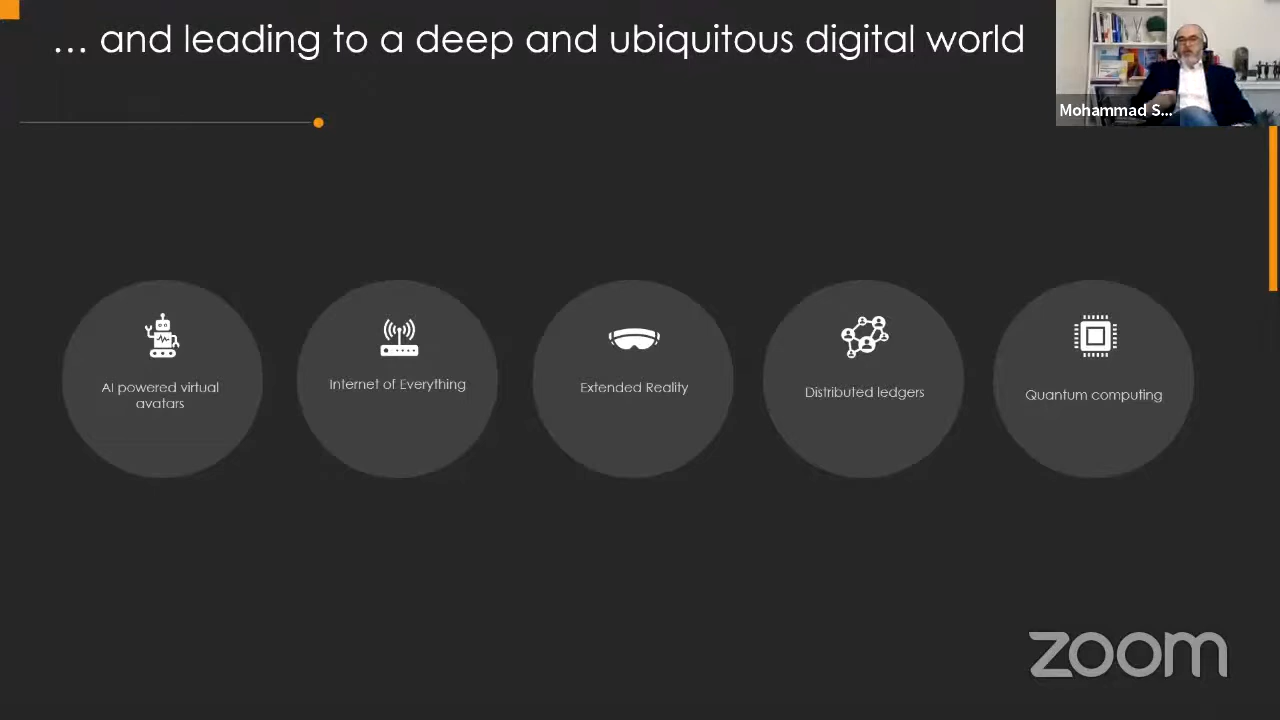 … and leading to a deep and ubiquitous digital world
Mohammad S...
AI powered virtual
avatars
Internet of Everything
Extended Reality
Distributed ledgers
Quantum computing
zoom